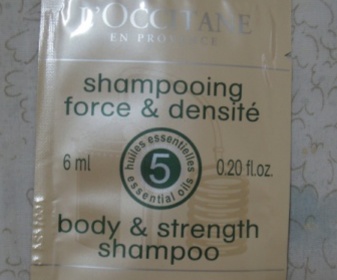 L'OCCITANE
EN PROVENCE
shampooing
force & densité
6 ml
huiles essentielles
5
essential oils
0.20 fl.oz.
body & strength
shampoo